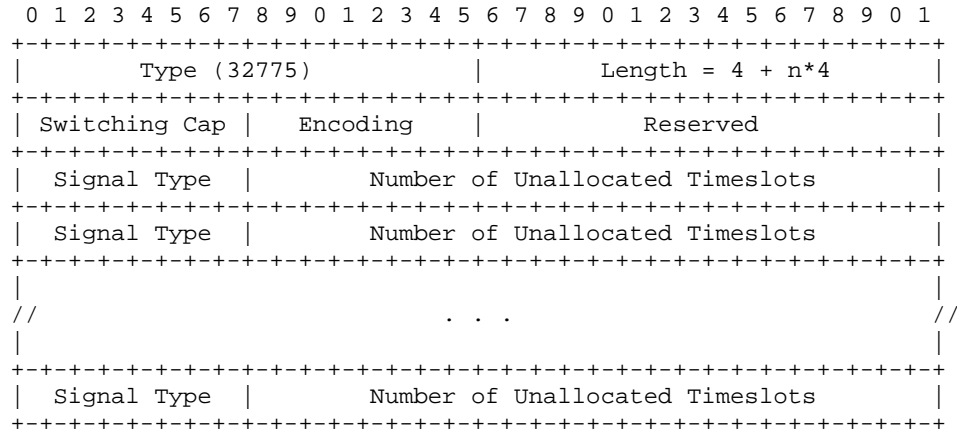 0 1 2 3 4 5 6 7 8 9 0 1 2 3 4 5 6 7 8 9 0 1 2 3 4 5 6 7 8 9 0 1
+-+-+-+-+-+-+-+-+-+-+-+-+-+-+-+-+-+-+-+-+-+-+-+-+-+-+-+-+-+-+-+-+
| Type (32775) | Length = 4 + n*4 |
+-+-+-+-+-+-+-+-+-+-+-+-+-+-+-+-+-+-+-+-+-+-+-+-+-+-+-+-+-+-+-+-+
| Switching Cap | Encoding | Reserved |
+-+-+-+-+-+-+-+-+-+-+-+-+-+-+-+-+-+-+-+-+-+-+-+-+-+-+-+-+-+-+-+-+
| Signal Type | Number of Unallocated Timeslots |
+-+-+-+-+-+-+-+-+-+-+-+-+-+-+-+-+-+-+-+-+-+-+-+-+-+-+-+-+-+-+-+-+
| Signal Type | Number of Unallocated Timeslots |
+-+-+-+-+-+-+-+-+-+-+-+-+-+-+-+-+-+-+-+-+-+-+-+-+-+-+-+-+-+-+-+-+
| |
// . . . //
| |
+-+-+-+-+-+-+-+-+-+-+-+-+-+-+-+-+-+-+-+-+-+-+-+-+-+-+-+-+-+-+-+-+
| Signal Type | Number of Unallocated Timeslots |
+-+-+-+-+-+-+-+-+-+-+-+-+-+-+-+-+-+-+-+-+-+-+-+-+-+-+-+-+-+-+-+-+